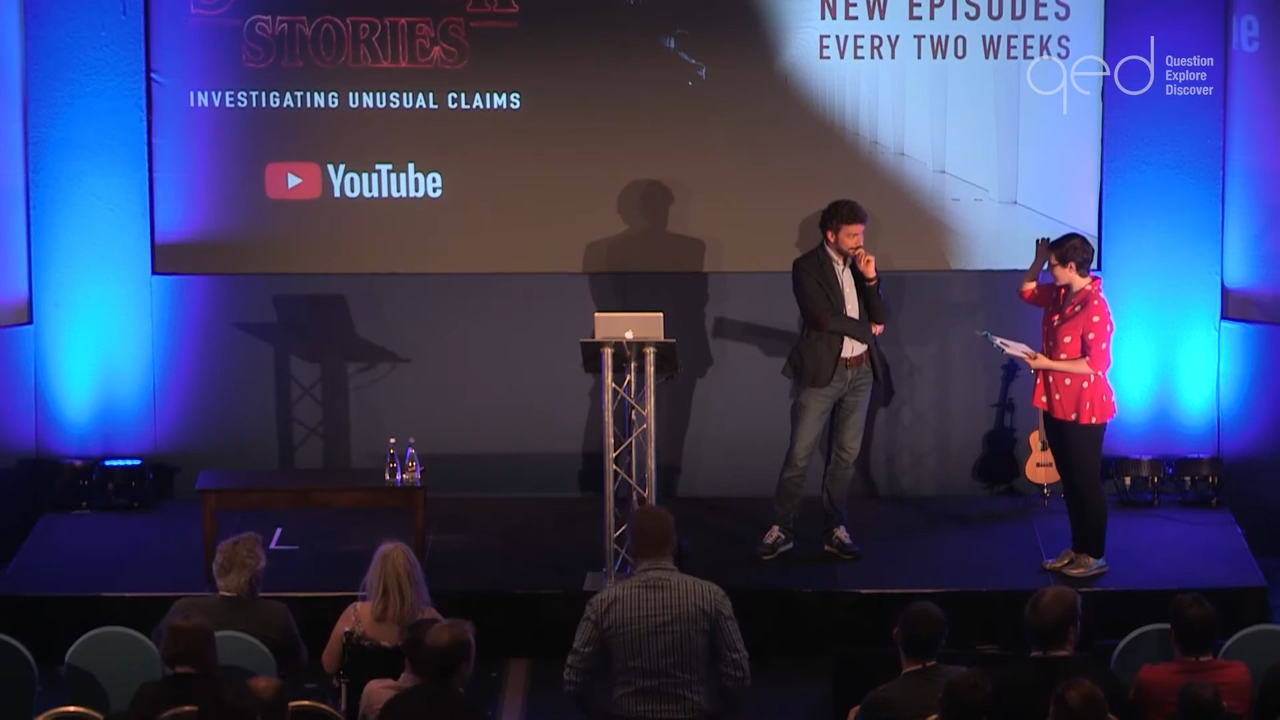 STORIES
INVESTIGATING UNUSUAL CLAIMS
YouTube
NEW EPISODES
EVERY TWO WEEKS
qed
Question
Explore
Discover